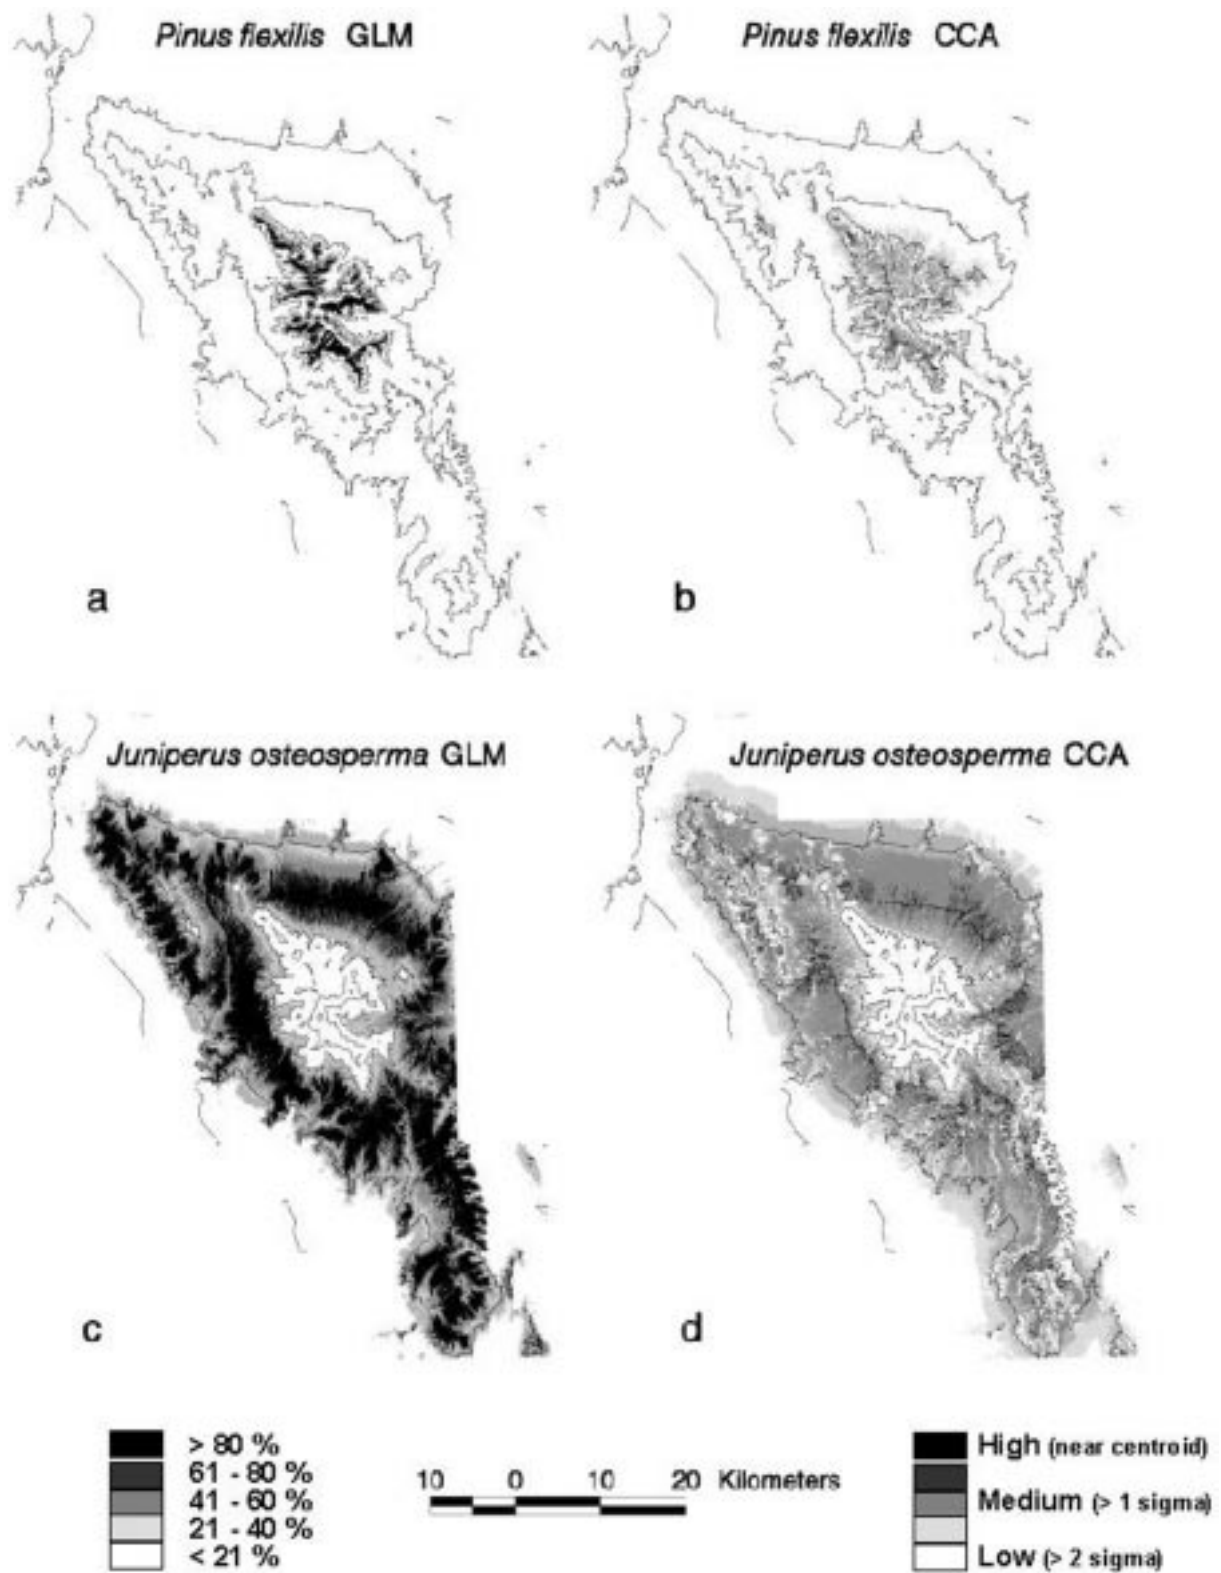 Pinus flexilis GLM
Pinus flexilis CCA
a
b
Juniperus osteosperma GLM
Juniperus osteosperma CCA
c
d
> 80 %
61 - 80 %
41 - 60 %
21 - 40 %
< 21 %
10 0 10 20 Kilometers
High (near centroid)
Medium (> 1 sigma)
Low (> 2 sigma)